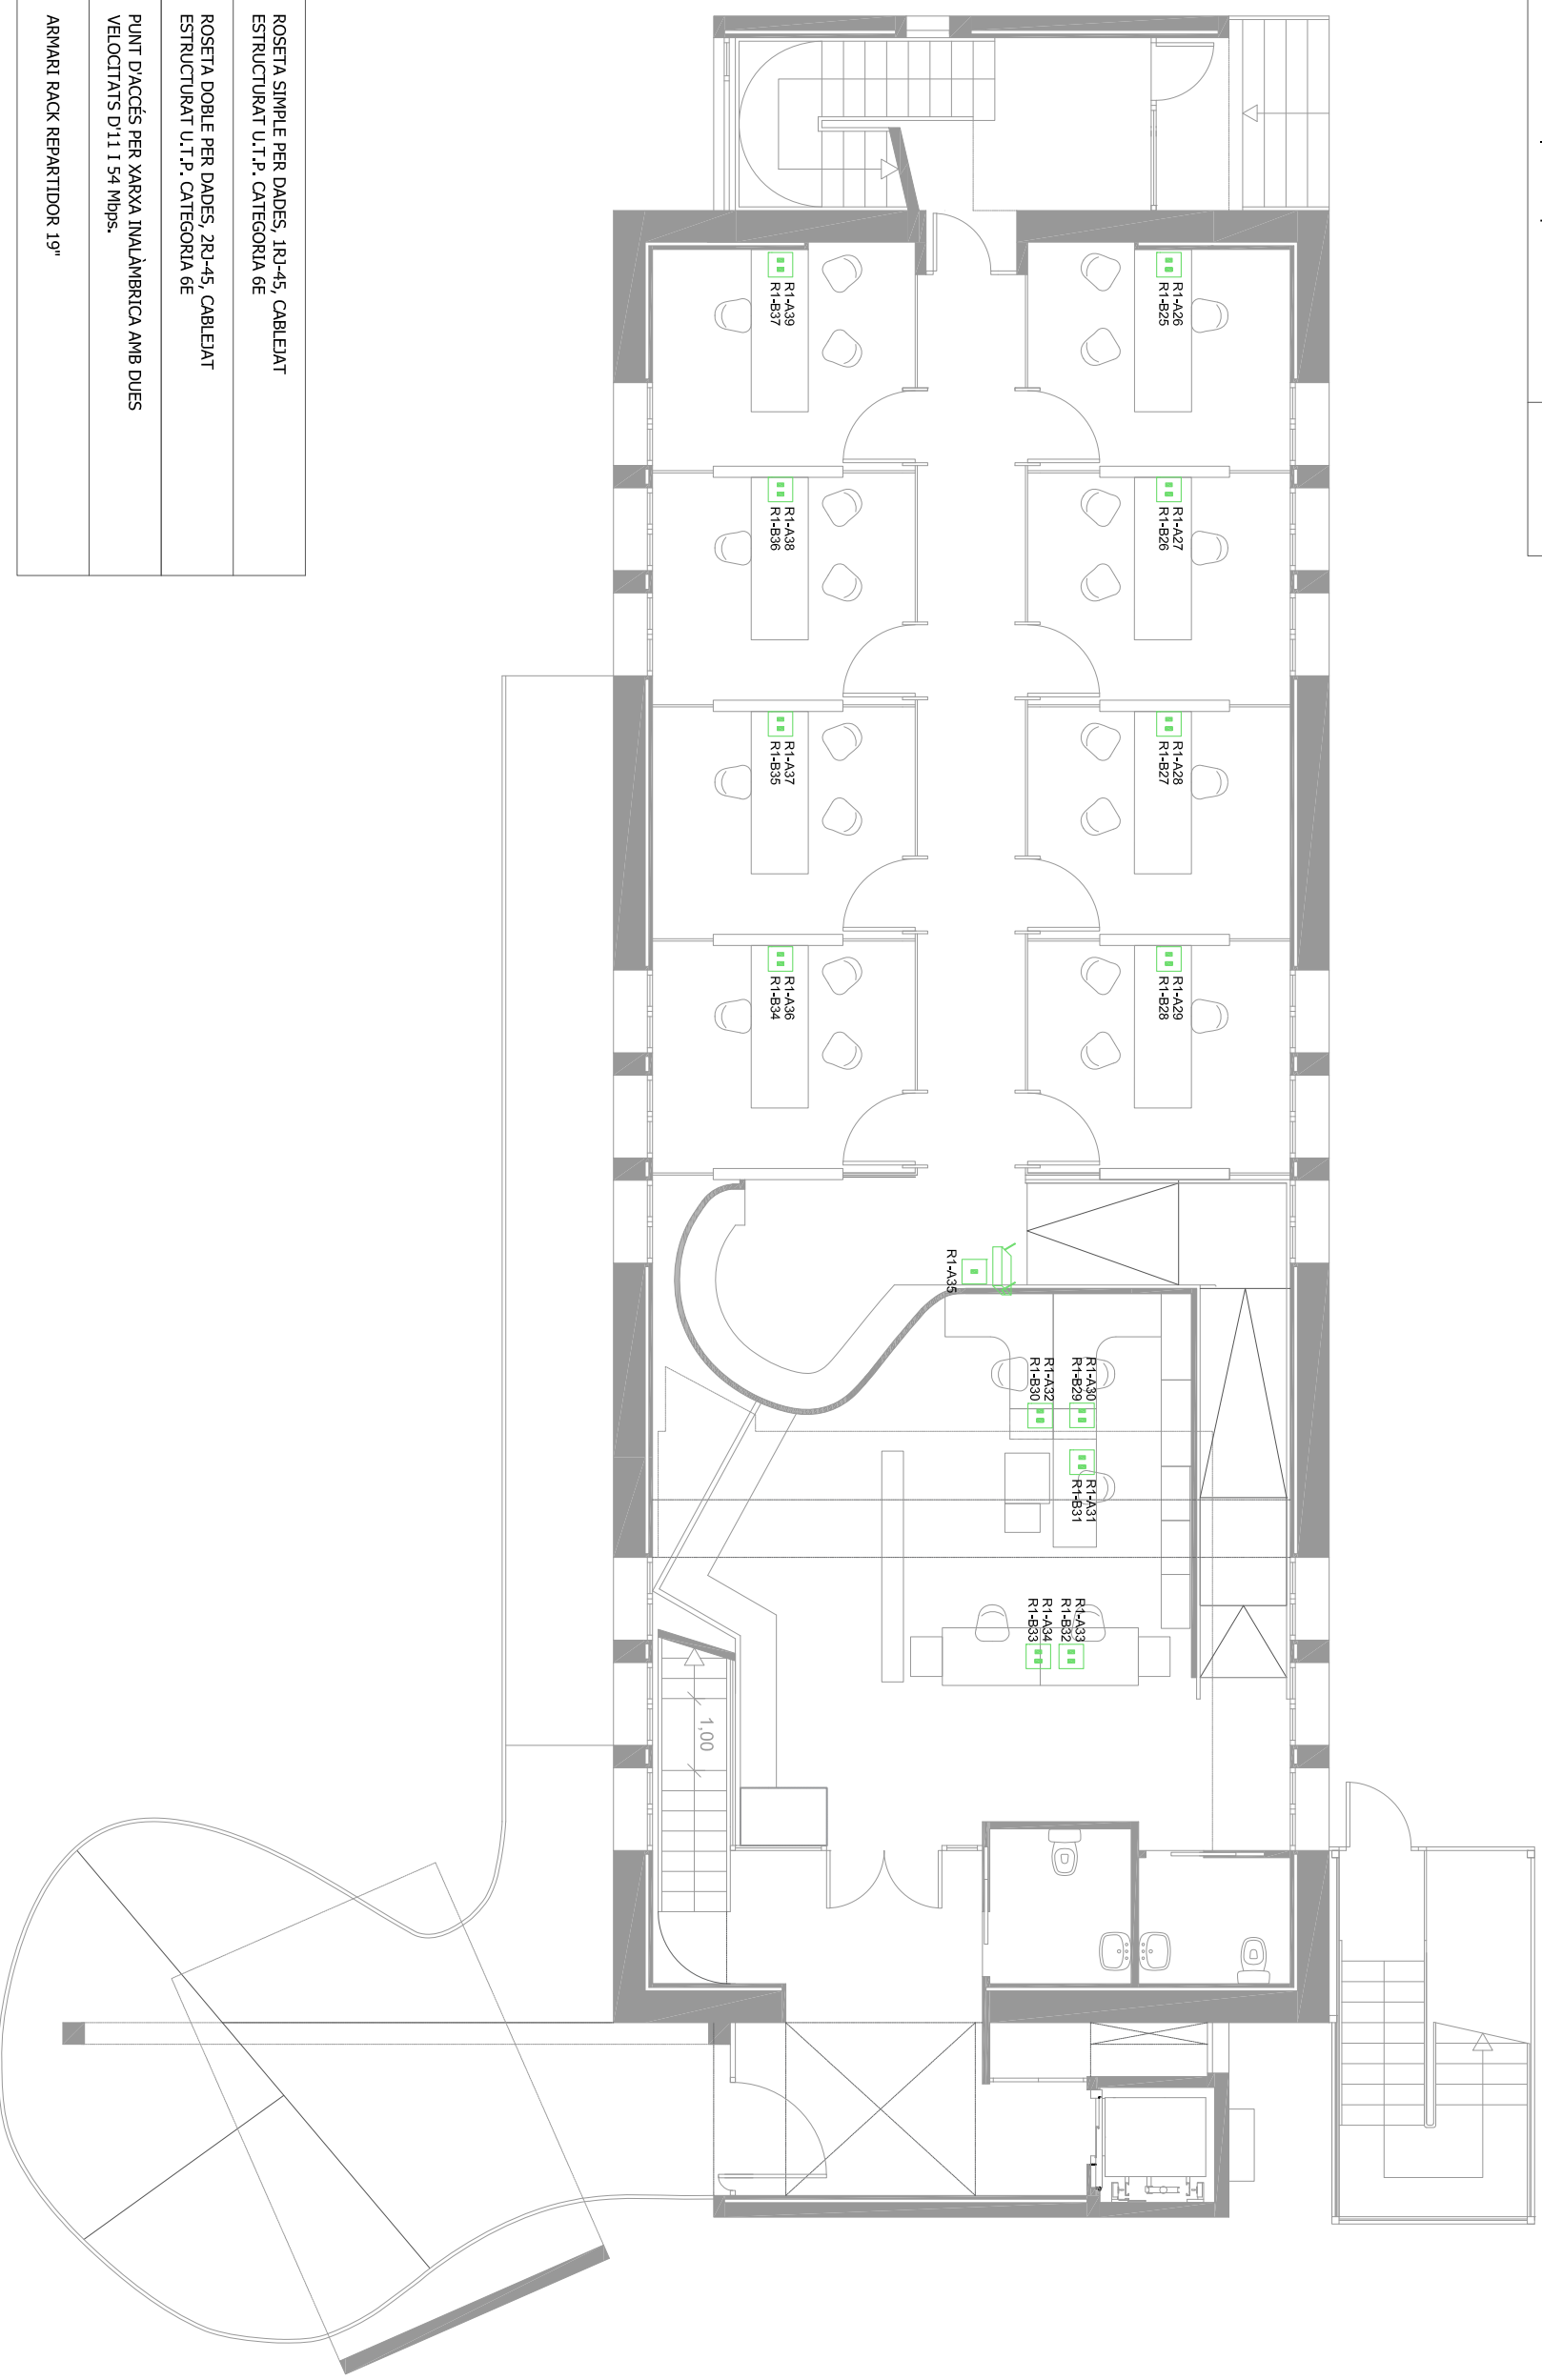 ROSETA SIMPLE PER DADES, 1RJ-45, CABLEJAT
ESTRUCTURAT U.T.P. CATEGORIA 6E
ROSETA DOBLE PER DADES, 2RJ-45, CABLEJAT
ESTRUCTURAT U.T.P. CATEGORIA 6E
PUNT D'ACCÉS PER XARXA INALÀMBRICA AMB DUES
VELOCITATS D'11 I 54 Mbps.
ARMARI RACK REPARTIDOR 19"
R1-A26
R1-B25
R1-A27
R1-B26
R1-A28
R1-B27
R1-A29
R1-B28
R1-A39
R1-B37
R1-A38
R1-B36
R1-A37
R1-B35
R1-A36
R1-B34
R1-A35
R1-A30
R1-B29
R1-A32
R1-B30
R1-A31
R1-B31
R1-A33
R1-B32
R1-A34
R1-B33
1,00